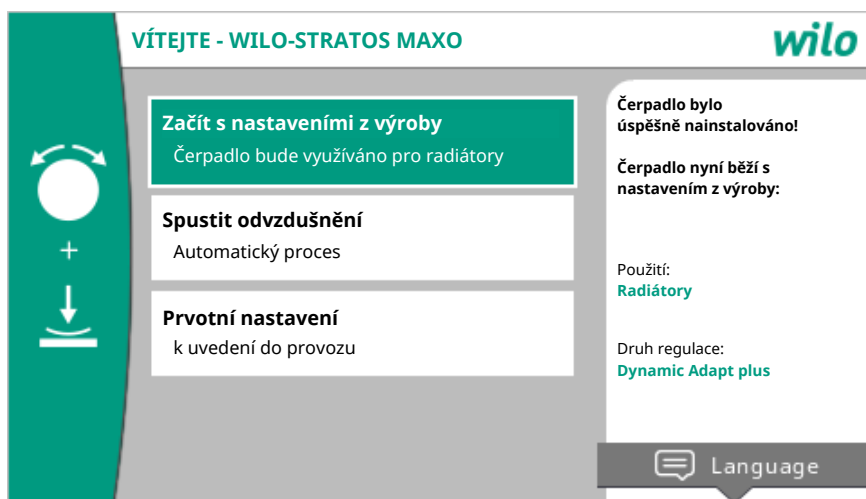 VÍTEJTE - WILO-STRATOS MAXO
wilo
Začít s nastaveními z výroby
Čerpadlo bude využíváno pro radiátory
Spustit odvzdušnění
Automatický proces
+
Prvotní nastavení
k uvedení do provozu
Čerpadlo bylo
úspěšně nainstalováno!
Čerpadlo nyní běží s
nastavením z výroby:
Použití:
Radiátory
Druh regulace:
Dynamic Adapt plus
Language